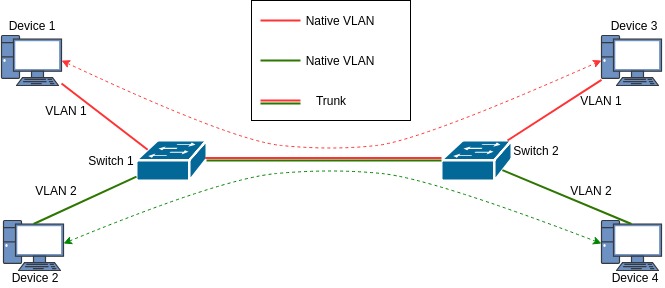 Device 1
Native VLAN
Device 3
Native VLAN
Trunk
VLAN 1
VLAN 1
Switch 1
Switch 2
VLAN 2
VLAN 2
Device 2
Device 4